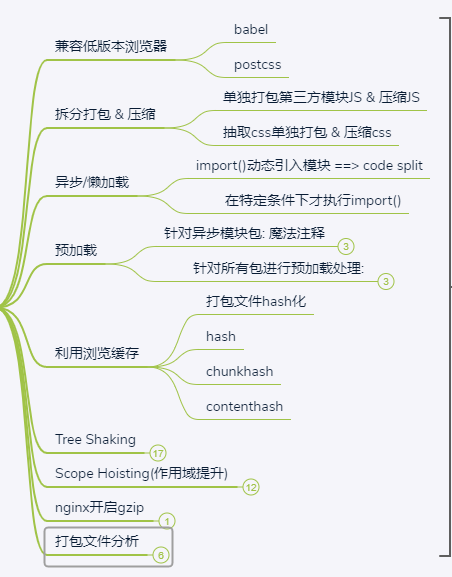 兼容低版本浏览器
babel
postcss
拆分打包 & 压缩
单独打包第三方模块JS & 压缩JS
抽取css单独打包 & 压缩css
异步/懒加载
import()动态引入模块 ==> code split
在特定条件下才执行import()
预加载
针对异步模块包: 魔法注释
3
针对所有包进行预加载处理:
3
利用浏览缓存
打包文件hash化
hash
chunkhash
contenthash
Tree Shaking
17
Scope Hoisting(作用域提升)
12
nginx开启gzip
1
打包文件分析
6